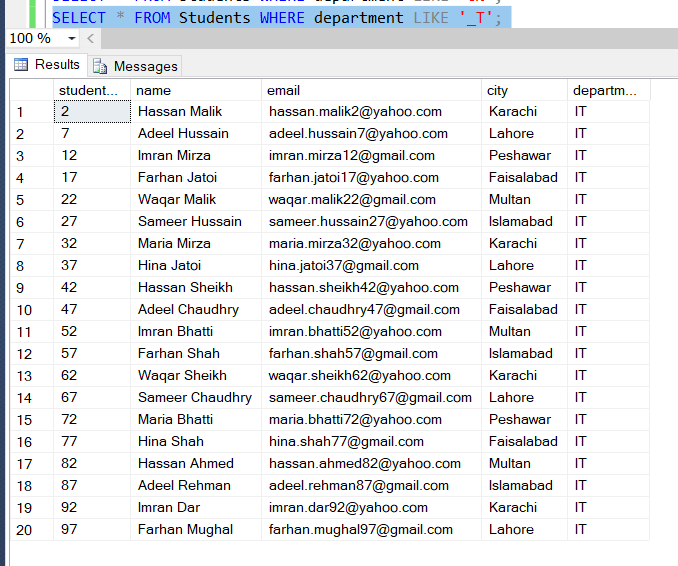 SELECT * FROM Students WHERE department LIKE
SELECT * FROM Students WHERE department LIKE '_T';
100 %
Results Messages
student... name email city departm...
1 2 Hassan Malik hassan.malik2@yahoo.com Karachi IT
2 7 Adeel Hussain adeel.hussain7@yahoo.com Lahore IT
3 12 Imran Mirza imran.mirza12@gmail.com Peshawar IT
4 17 Farhan Jatoi farhan.jatoi17@yahoo.com Faisalabad IT
5 22 Waqar Malik waqar.malik22@gmail.com Multan IT
6 27 Sameer Hussain sameer.hussain27@yahoo.com Islamabad IT
7 32 Maria Mirza maria.mirza32@yahoo.com Karachi IT
8 37 Hina Jatoi hina.jatoi37@gmail.com Lahore IT
9 42 Hassan Sheikh hassan.sheikh42@yahoo.com Peshawar IT
10 47 Adeel Chaudhry adeel.chaudhry47@gmail.com Faisalabad IT
11 52 Imran Bhatti imran.bhatti52@yahoo.com Multan IT
12 57 Farhan Shah farhan.shah57@gmail.com Islamabad IT
13 62 Waqar Sheikh waqar.sheikh62@yahoo.com Karachi IT
14 67 Sameer Chaudhry sameer.chaudhry67@gmail.com Lahore IT
15 72 Maria Bhatti maria.bhatti72@yahoo.com Peshawar IT
16 77 Hina Shah hina.shah77@gmail.com Faisalabad IT
17 82 Hassan Ahmed hassan.ahmed82@yahoo.com Multan IT
18 87 Adeel Rehman adeel.rehman87@gmail.com Islamabad IT
19 92 Imran Dar imran.dar92@yahoo.com Karachi IT
20 97 Farhan Mughal farhan.mughal97@gmail.com Lahore IT